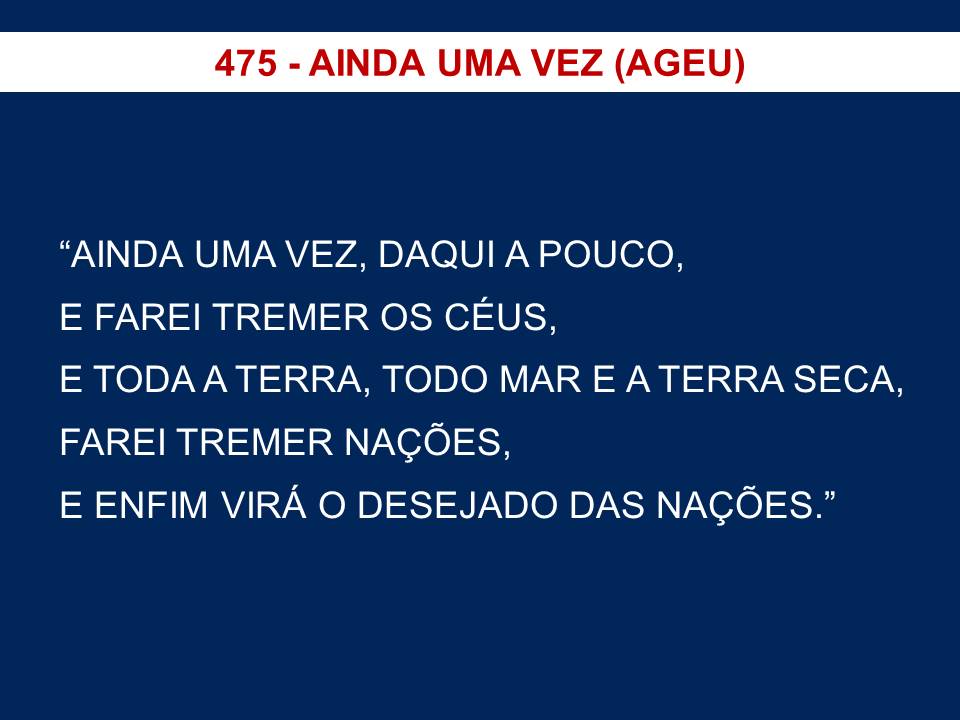 475 - AINDA UMA VEZ (AGEU)
“AINDA UMA VEZ, DAQUI A POUCO,
E FAREI TREMER OS CÉUS,
E TODA A TERRA, TODO MAR E A TERRA SECA,
FAREI TREMER NAÇÕES,
E ENFIM VIRÁ O DESEJADO DAS NAÇÕES.”